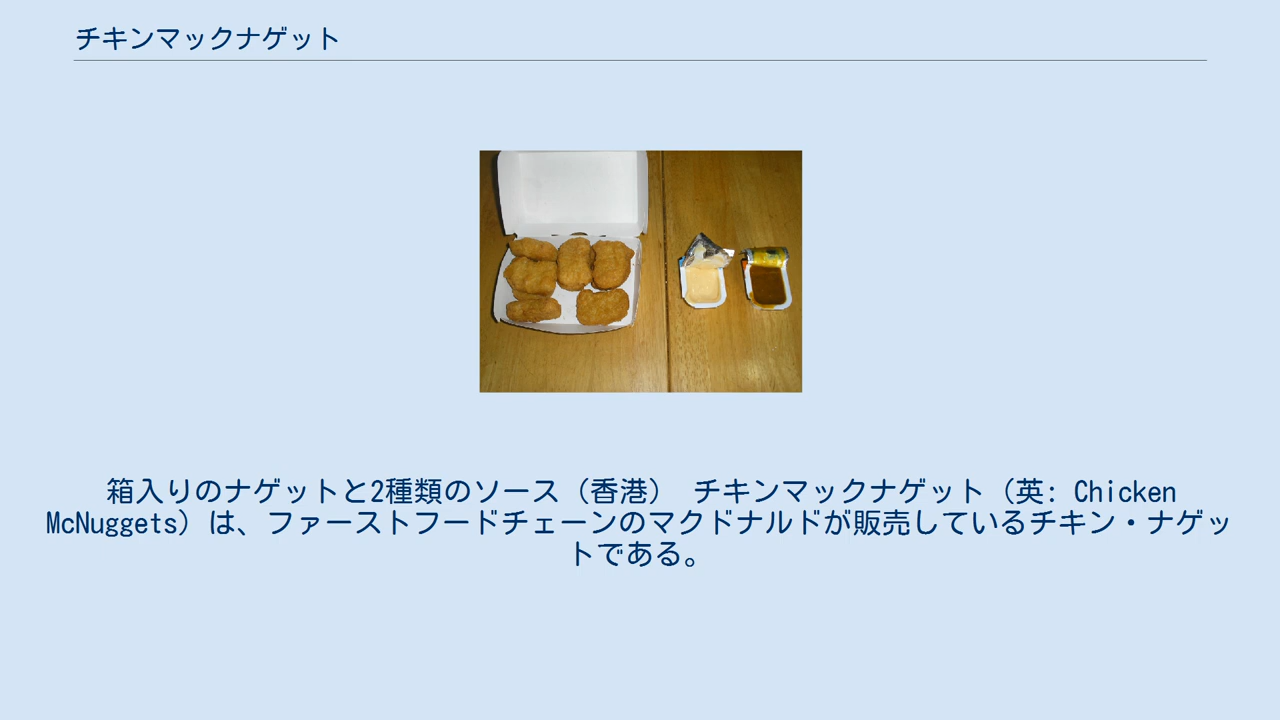 チキンマックナゲット
箱入りのナゲットと2種類のソース（香港） チキンマックナゲット（英: Chicken
McNuggets）は、ファーストフードチェーンのマクドナルドが販売しているチキン・ナゲッ
トである。